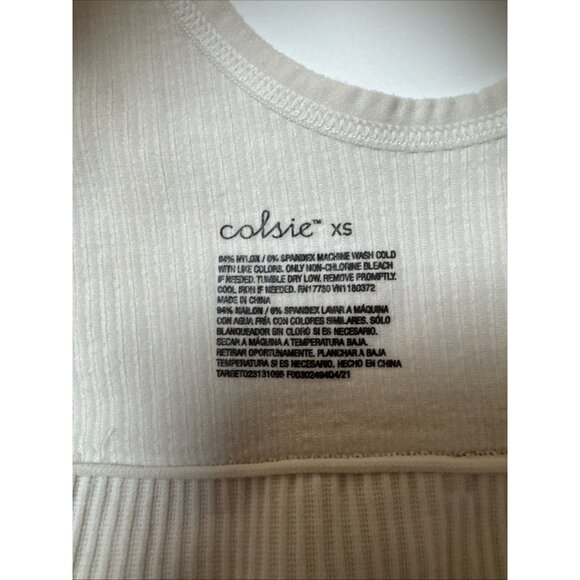 colsie™ XS
94% NYLON / 6% SPANDEX MACHINE WASH COLD
WITH LIKE COLORS. ONLY NON-CHLORINE BLEACH
IF NEEDED. TUMBLE DRY LOW. REMOVE PROMPTLY.
COOL IRON IF NEEDED. RN17730 VN1180372
MADE IN CHINA
94% NAILON / 6% SPANDEX LAVAR A MÁQUINA
CON AGUA FRÍA CON COLORES SIMILARES. SÓLO
BLANQUEADOR SIN CLORO SI ES NECESARIO.
SECAR A MÁQUINA A TEMPERATURA BAJA.
RETIRAR OPORTUNAMENTE. PLANCHAR A BAJA
TEMPERATURA SI ES NECESARIO. HECHO EN CHINA